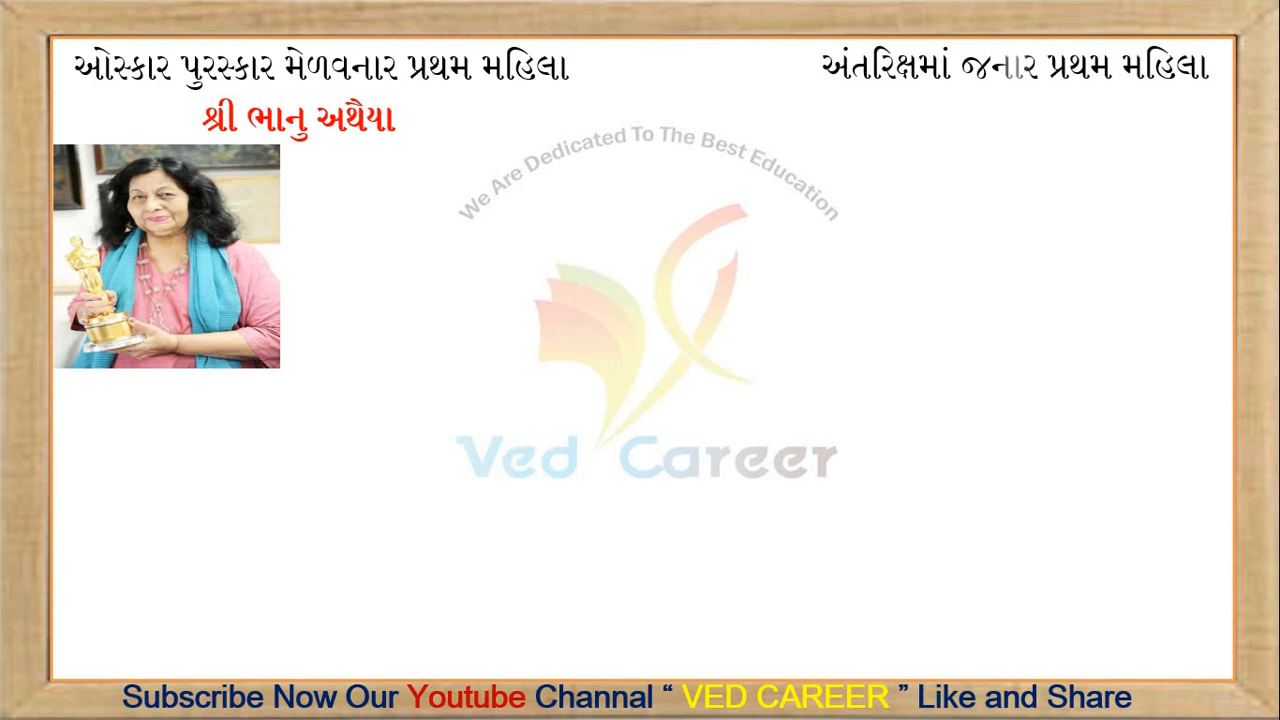 ઓસ્કાર પુરસ્કાર મેળવનાર પ્રથમ મહિલા
અંતરિક્ષમાં જનાર પ્રથમ મહિલા
શ્રી ભાનુ અથૈયા
We Are Dedicated To The Best Education
Ved Career
Subscribe Now Our Youtube Channal “ VED CAREER ” Like and Share